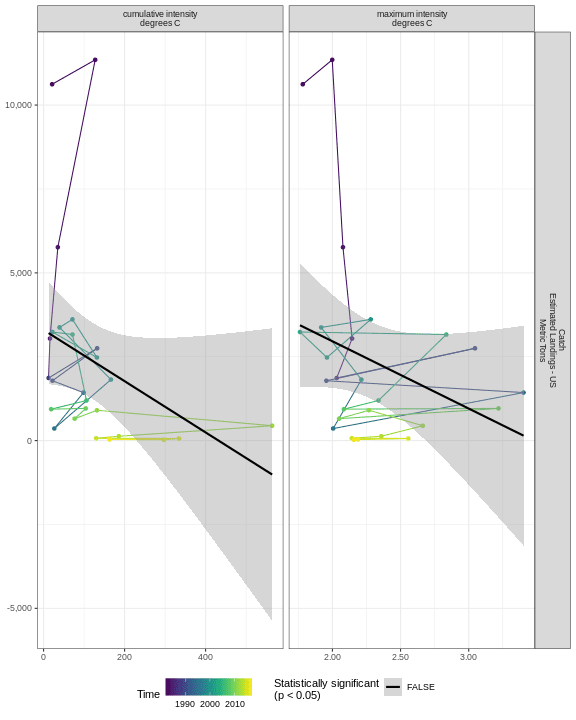 cumulative intensity
degrees C
maximum intensity
degrees C
10,000
5,000
0
-5,000
0
200
400
2.00
2.50
3.00
Catch
Estimated Landings - US
Metric Tons
Time
1990
2000
2010
Statistically significant
(p < 0.05)
FALSE